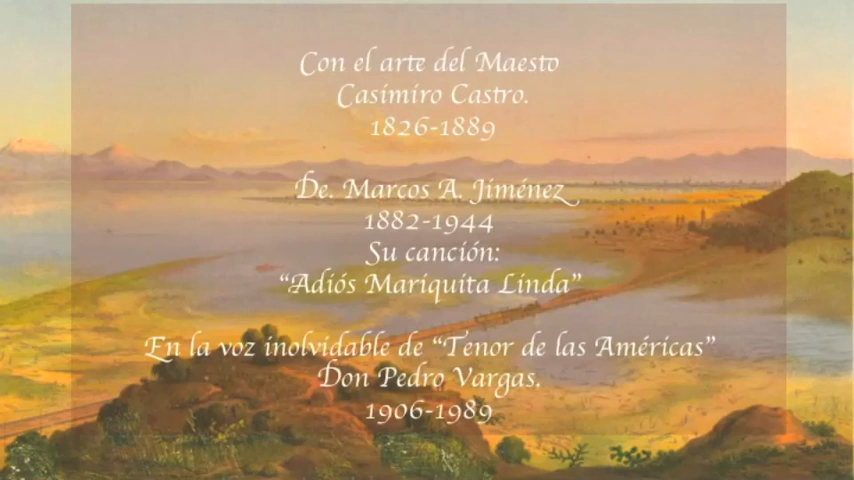 Con el arte del Maesto
Casimiro Castro.
1826-1889
De. Marcos A. Jiménez
1882-1944
Su canción:
“Adiós Mariquita Linda”
En la voz inolvidable de “Tenor de las Américas”
Don Pedro Vargas.
1906-1989